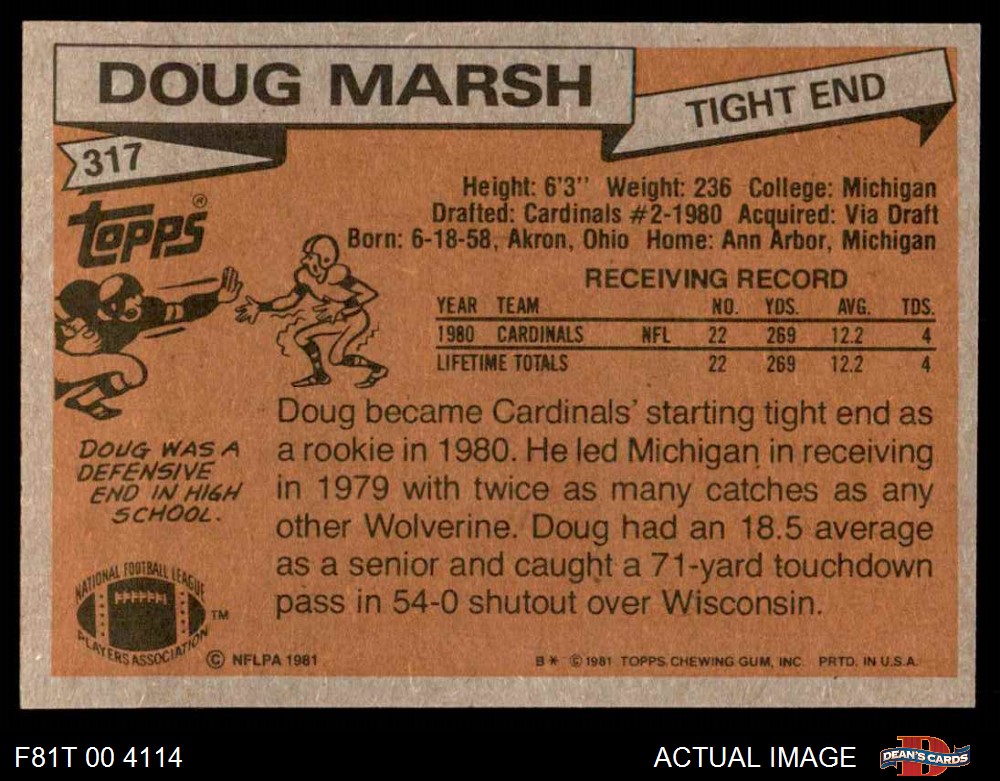 DOUG MARSH
TIGHT END
317
Topps®
Height: 6'3" Weight: 236 College: Michigan
Drafted: Cardinals #2-1980 Acquired: Via Draft
Born: 6-18-58, Akron, Ohio Home: Ann Arbor, Michigan
RECEIVING RECORD
YEAR TEAM NO. YDS. AVG. TDS.
1980 CARDINALS NFL 22 269 12.2 4
LIFETIME TOTALS 22 269 12.2 4
Doug became Cardinals' starting tight end as
a rookie in 1980. He led Michigan in receiving
in 1979 with twice as many catches as any
other Wolverine. Doug had an 18.5 average
as a senior and caught a 71-yard touchdown
pass in 54-0 shutout over Wisconsin.
DOUG WAS A
DEFENSIVE
END IN HIGH
SCHOOL.
NATIONAL FOOTBALL LEAGUE
PLAYERS ASSOCIATION
TM
© NFLPA 1981
B* © 1981 TOPPS CHEWING GUM, INC. PRTD. IN U.S.A.
F81T 00 4114
ACTUAL IMAGE
DEAN'S CARDS